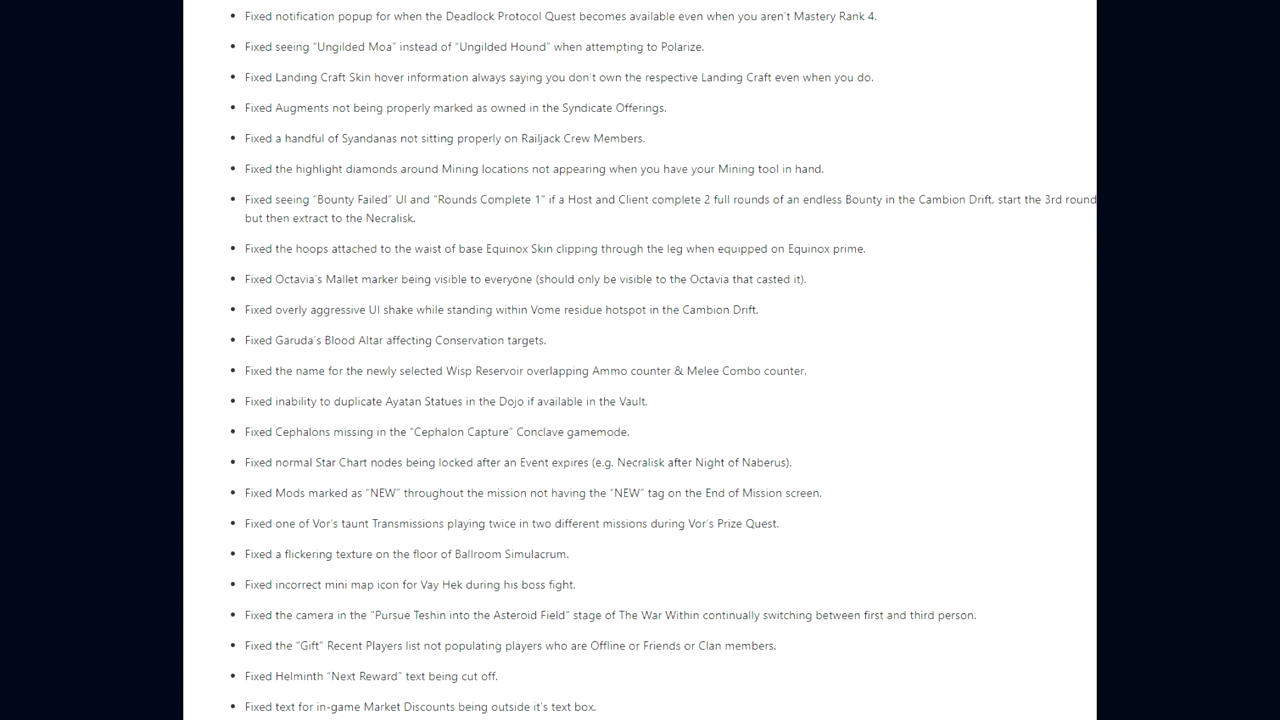 • Fixed notification popup for when the Deadlock Protocol Quest becomes available even when you aren't Mastery Rank 4.
• Fixed seeing "Ungilded Moa" instead of "Ungilded Hound" when attempting to Polarize.
• Fixed Landing Craft Skin hover information always saying you don't own the respective Landing Craft even when you do.
• Fixed Augments not being properly marked as owned in the Syndicate Offerings.
• Fixed a handful of Syandanas not sitting properly on Railjack Crew Members.
• Fixed the highlight diamonds around Mining locations not appearing when you have your Mining tool in hand.
• Fixed seeing "Bounty Failed" UI and "Rounds Complete 1" if a Host and Client complete 2 full rounds of an endless Bounty in the Cambion Drift, start the 3rd round
but then extract to the Necralisk.
• Fixed the hoops attached to the waist of base Equinox Skin clipping through the leg when equipped on Equinox prime.
• Fixed Octavia's Mallet marker being visible to everyone (should only be visible to the Octavia that casted it).
• Fixed overly aggressive UI shake while standing within Vome residue hotspot in the Cambion Drift.
• Fixed Garuda's Blood Altar affecting Conservation targets.
• Fixed the name for the newly selected Wisp Reservoir overlapping Ammo counter & Melee Combo counter.
• Fixed inability to duplicate Ayatan Statues in the Dojo if available in the Vault.
• Fixed Cephalons missing in the "Cephalon Capture" Conclave gamemode.
• Fixed normal Star Chart nodes being locked after an Event expires (e.g. Necralisk after Night of Naberus).
• Fixed Mods marked as "NEW" throughout the mission not having the "NEW" tag on the End of Mission screen.
• Fixed one of Vor's taunt Transmissions playing twice in two different missions during Vor's Prize Quest.
• Fixed a flickering texture on the floor of Ballroom Simulacrum.
• Fixed incorrect mini map icon for Vay Hek during his boss fight.
• Fixed the camera in the "Pursue Teshin into the Asteroid Field" stage of The War Within continually switching between first and third person.
• Fixed the "Gift" Recent Players list not populating players who are Offline or Friends or Clan members.
• Fixed Helminth "Next Reward" text being cut off.
• Fixed text for in-game Market Discounts being outside it's text box.